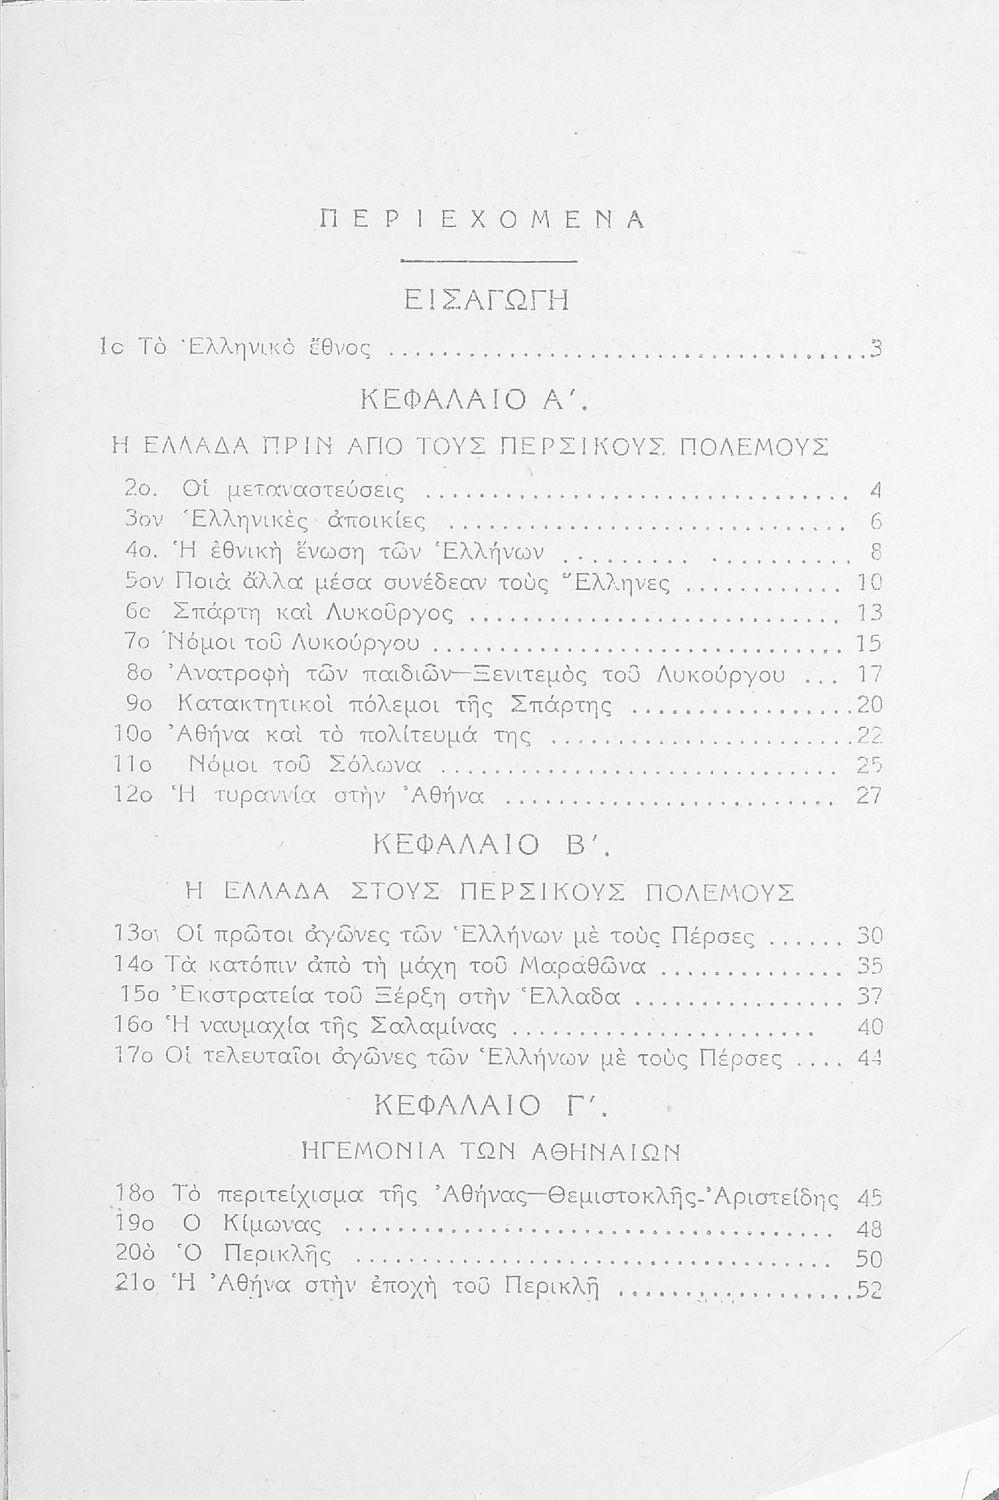 ΠΕΡΙΕΧΟΜΕΝΑ
ΕΙΣΑΓΩΓΗ
1ο Τὸ Ἑλληνικὸ ἔθνος ........................................3
ΚΕΦΑΛΑΙΟ Α΄.
Η ΕΛΛΑΔΑ ΠΡΙΝ ΑΠΟ ΤΟΥΣ ΠΕΡΣΙΚΟΥΣ ΠΟΛΕΜΟΥΣ
2ο. Οἱ μεταναστεύσεις .................................. 4
3ον Ἑλληνικὲς ἀποικίες ................................. 6
4ο. Ἡ ἐθνικὴ ἕνωση τῶν Ἑλλήνων ....................... 8
5ον Ποιὰ ἄλλα μέσα συνέδεαν τοὺς Ἕλληνες ............. 10
6ο Σπάρτη καὶ Λυκοῦργος ............................... 13
7ο Νόμοι τοῦ Λυκούργου ................................. 15
8ο Ἀνατροφὴ τῶν παιδιῶν—Ξενιτεμὸς τοῦ Λυκούργου ... 17
9ο Κατακτητικοὶ πόλεμοι τῆς Σπάρτης ..................20
10ο Ἀθήνα καὶ τὸ πολίτευμά της ........................22
11ο Νόμοι τοῦ Σόλωνα ................................ 25
12ο Ἡ τυραννία στὴν Ἀθήνα ........................... 27
ΚΕΦΑΛΑΙΟ Β΄.
Η ΕΛΛΑΔΑ ΣΤΟΥΣ ΠΕΡΣΙΚΟΥΣ ΠΟΛΕΜΟΥΣ
13ον Οἱ πρῶτοι ἀγῶνες τῶν Ἑλλήνων μὲ τοὺς Πέρσες ...... 30
14ο Τὰ κατόπιν ἀπὸ τὴ μάχη τοῦ Μαραθῶνα ............... 35
15ο Ἐκστρατεία τοῦ Ξέρξη στὴν Ἑλλαδα ................. 37
16ο Ἡ ναυμαχία τῆς Σαλαμίνας ......................... 40
17ο Οἱ τελευταῖοι ἀγῶνες τῶν Ἑλλήνων μὲ τοὺς Πέρσες .... 44
ΚΕΦΑΛΑΙΟ Γ΄.
ΗΓΕΜΟΝΙΑ ΤΩΝ ΑΘΗΝΑΙΩΝ
18ο Τὸ περιτείχισμα τῆς Ἀθήνας—Θεμιστοκλῆς-Ἀριστείδης 45
19ο Ο Κίμωνας ........................................ 48
20ὸ Ὁ Περικλῆς ....................................... 50
21ο Ἡ Ἀθήνα στὴν ἐποχὴ τοῦ Περικλῆ ...................52